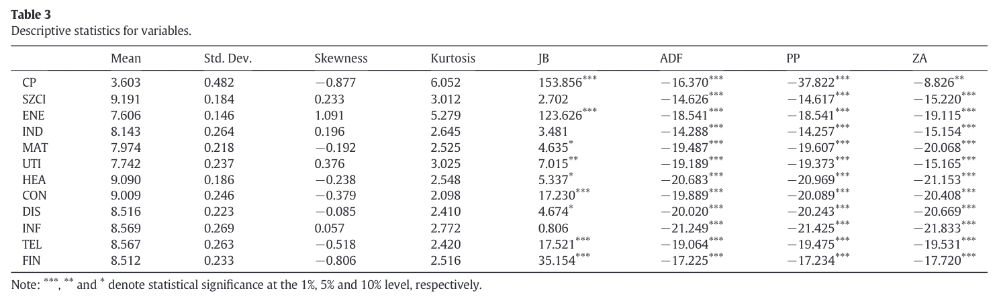 Table 3
Descriptive statistics for variables.
Mean Std. Dev. Skewness Kurtosis JB ADF PP ZA
CP 3.603 0.482 −0.877 6.052 153.856*** −16.370*** −37.822*** −8.826**
SZCI 9.191 0.184 0.233 3.012 2.702 −14.626*** −14.617*** −15.220***
ENE 7.606 0.146 1.091 5.279 123.626*** −18.541*** −18.541*** −19.115***
IND 8.143 0.264 0.196 2.645 3.481 −14.288*** −14.257*** −15.154***
MAT 7.974 0.218 −0.192 2.525 4.635* −19.487*** −19.607*** −20.068***
UTI 7.742 0.237 0.376 3.025 7.015** −19.189*** −19.373*** −15.165***
HEA 9.090 0.186 −0.238 2.548 5.337* −20.683*** −20.969*** −21.153***
CON 9.009 0.246 −0.379 2.098 17.230*** −19.889*** −20.089*** −20.408***
DIS 8.516 0.223 −0.085 2.410 4.674* −20.020*** −20.243*** −20.669***
INF 8.569 0.269 0.057 2.772 0.806 −21.249*** −21.425*** −21.833***
TEL 8.567 0.263 −0.518 2.420 17.521*** −19.064*** −19.475*** −19.531***
FIN 8.512 0.233 −0.806 2.516 35.154*** −17.225*** −17.234*** −17.720***
Note: ***, ** and * denote statistical significance at the 1%, 5% and 10% level, respectively.